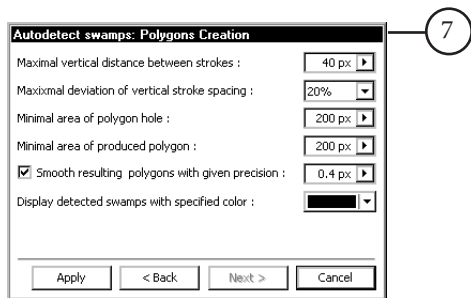 Autodetect swamps: Polygons Creation
7
Maximal vertical distance between strokes : 40 px
Maxixmal deviation of vertical stroke spacing : 20%
Minimal area of polygon hole : 200 px
Minimal area of produced polygon : 200 px
Smooth resulting polygons with given precision : 0.4 px
Display detected swamps with specified color :
Apply < Back Next > Cancel